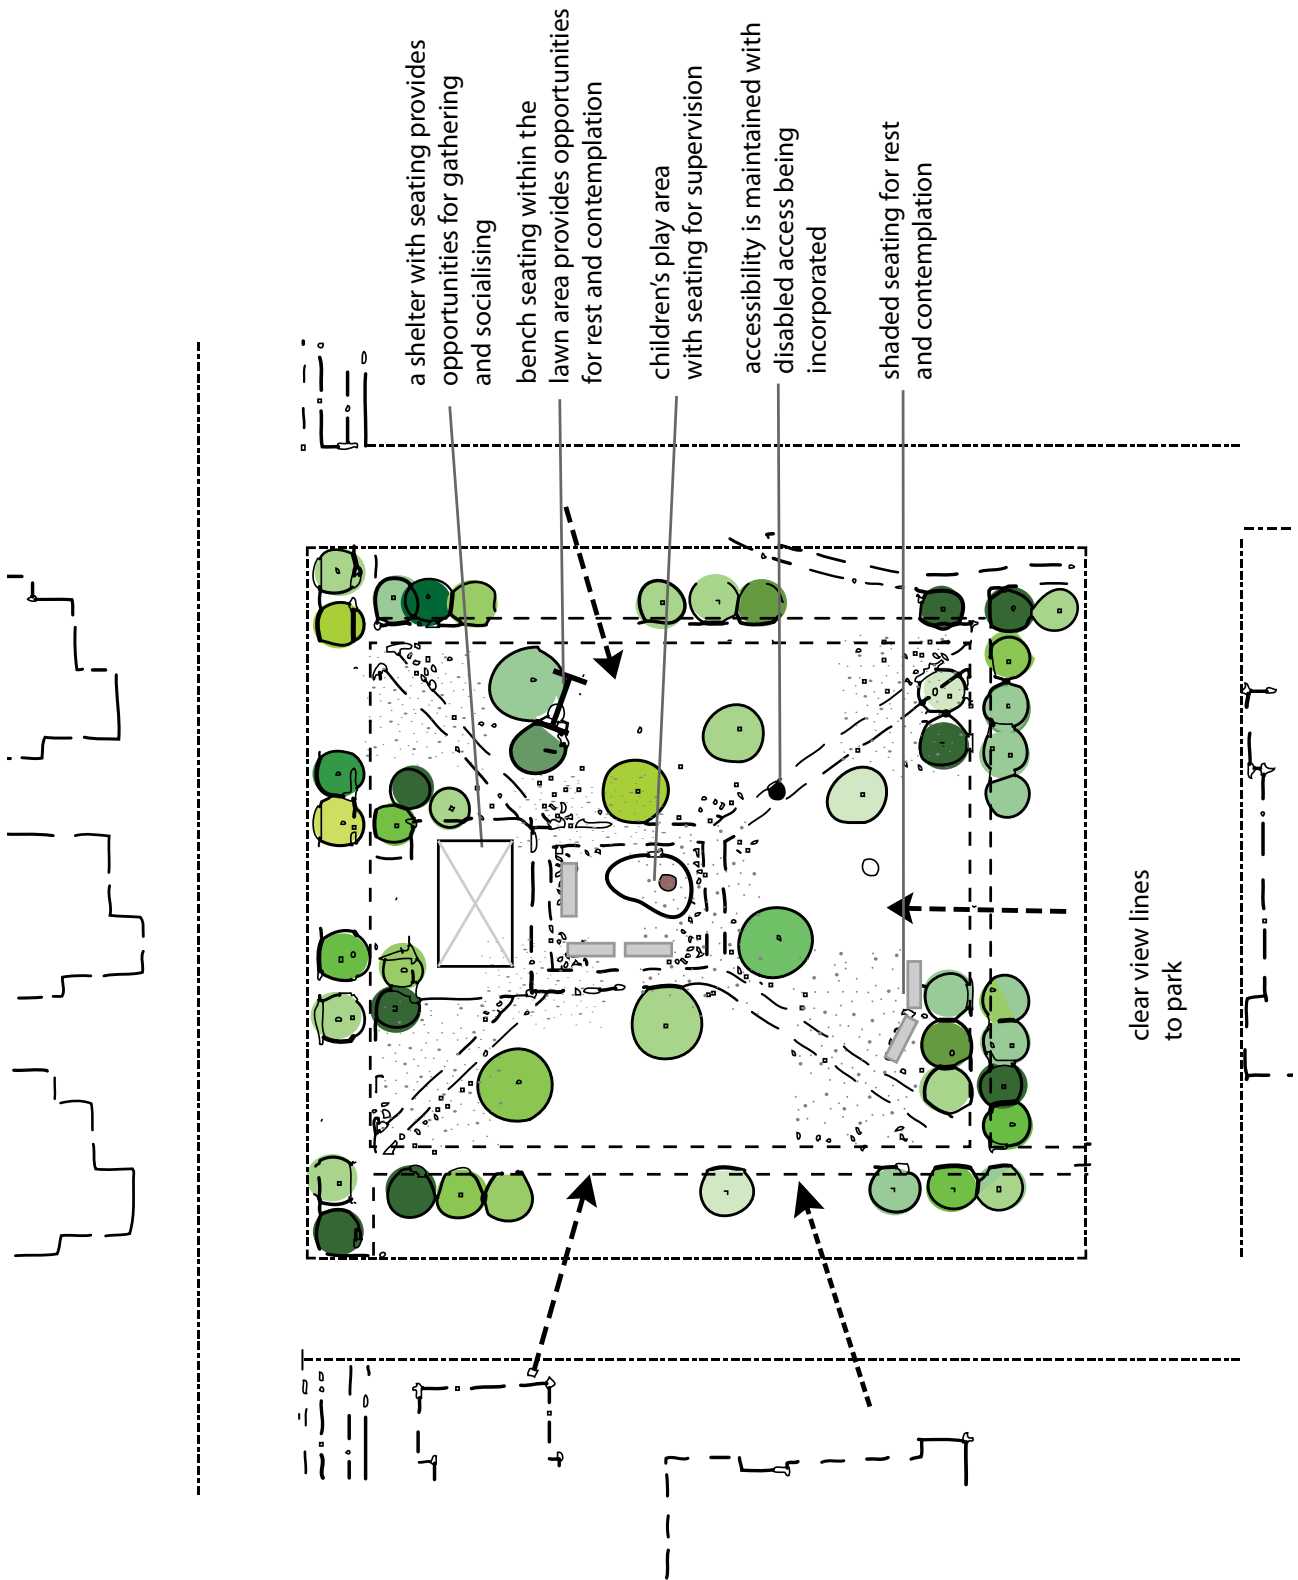 a shelter with seating provides
opportunities for gathering
and socialising
bench seating within the
lawn area provides opportunities
for rest and contemplation
children’s play area
with seating for supervision
accessibility is maintained with
disabled access being
incorporated
shaded seating for rest
and contemplation
clear view lines
to park